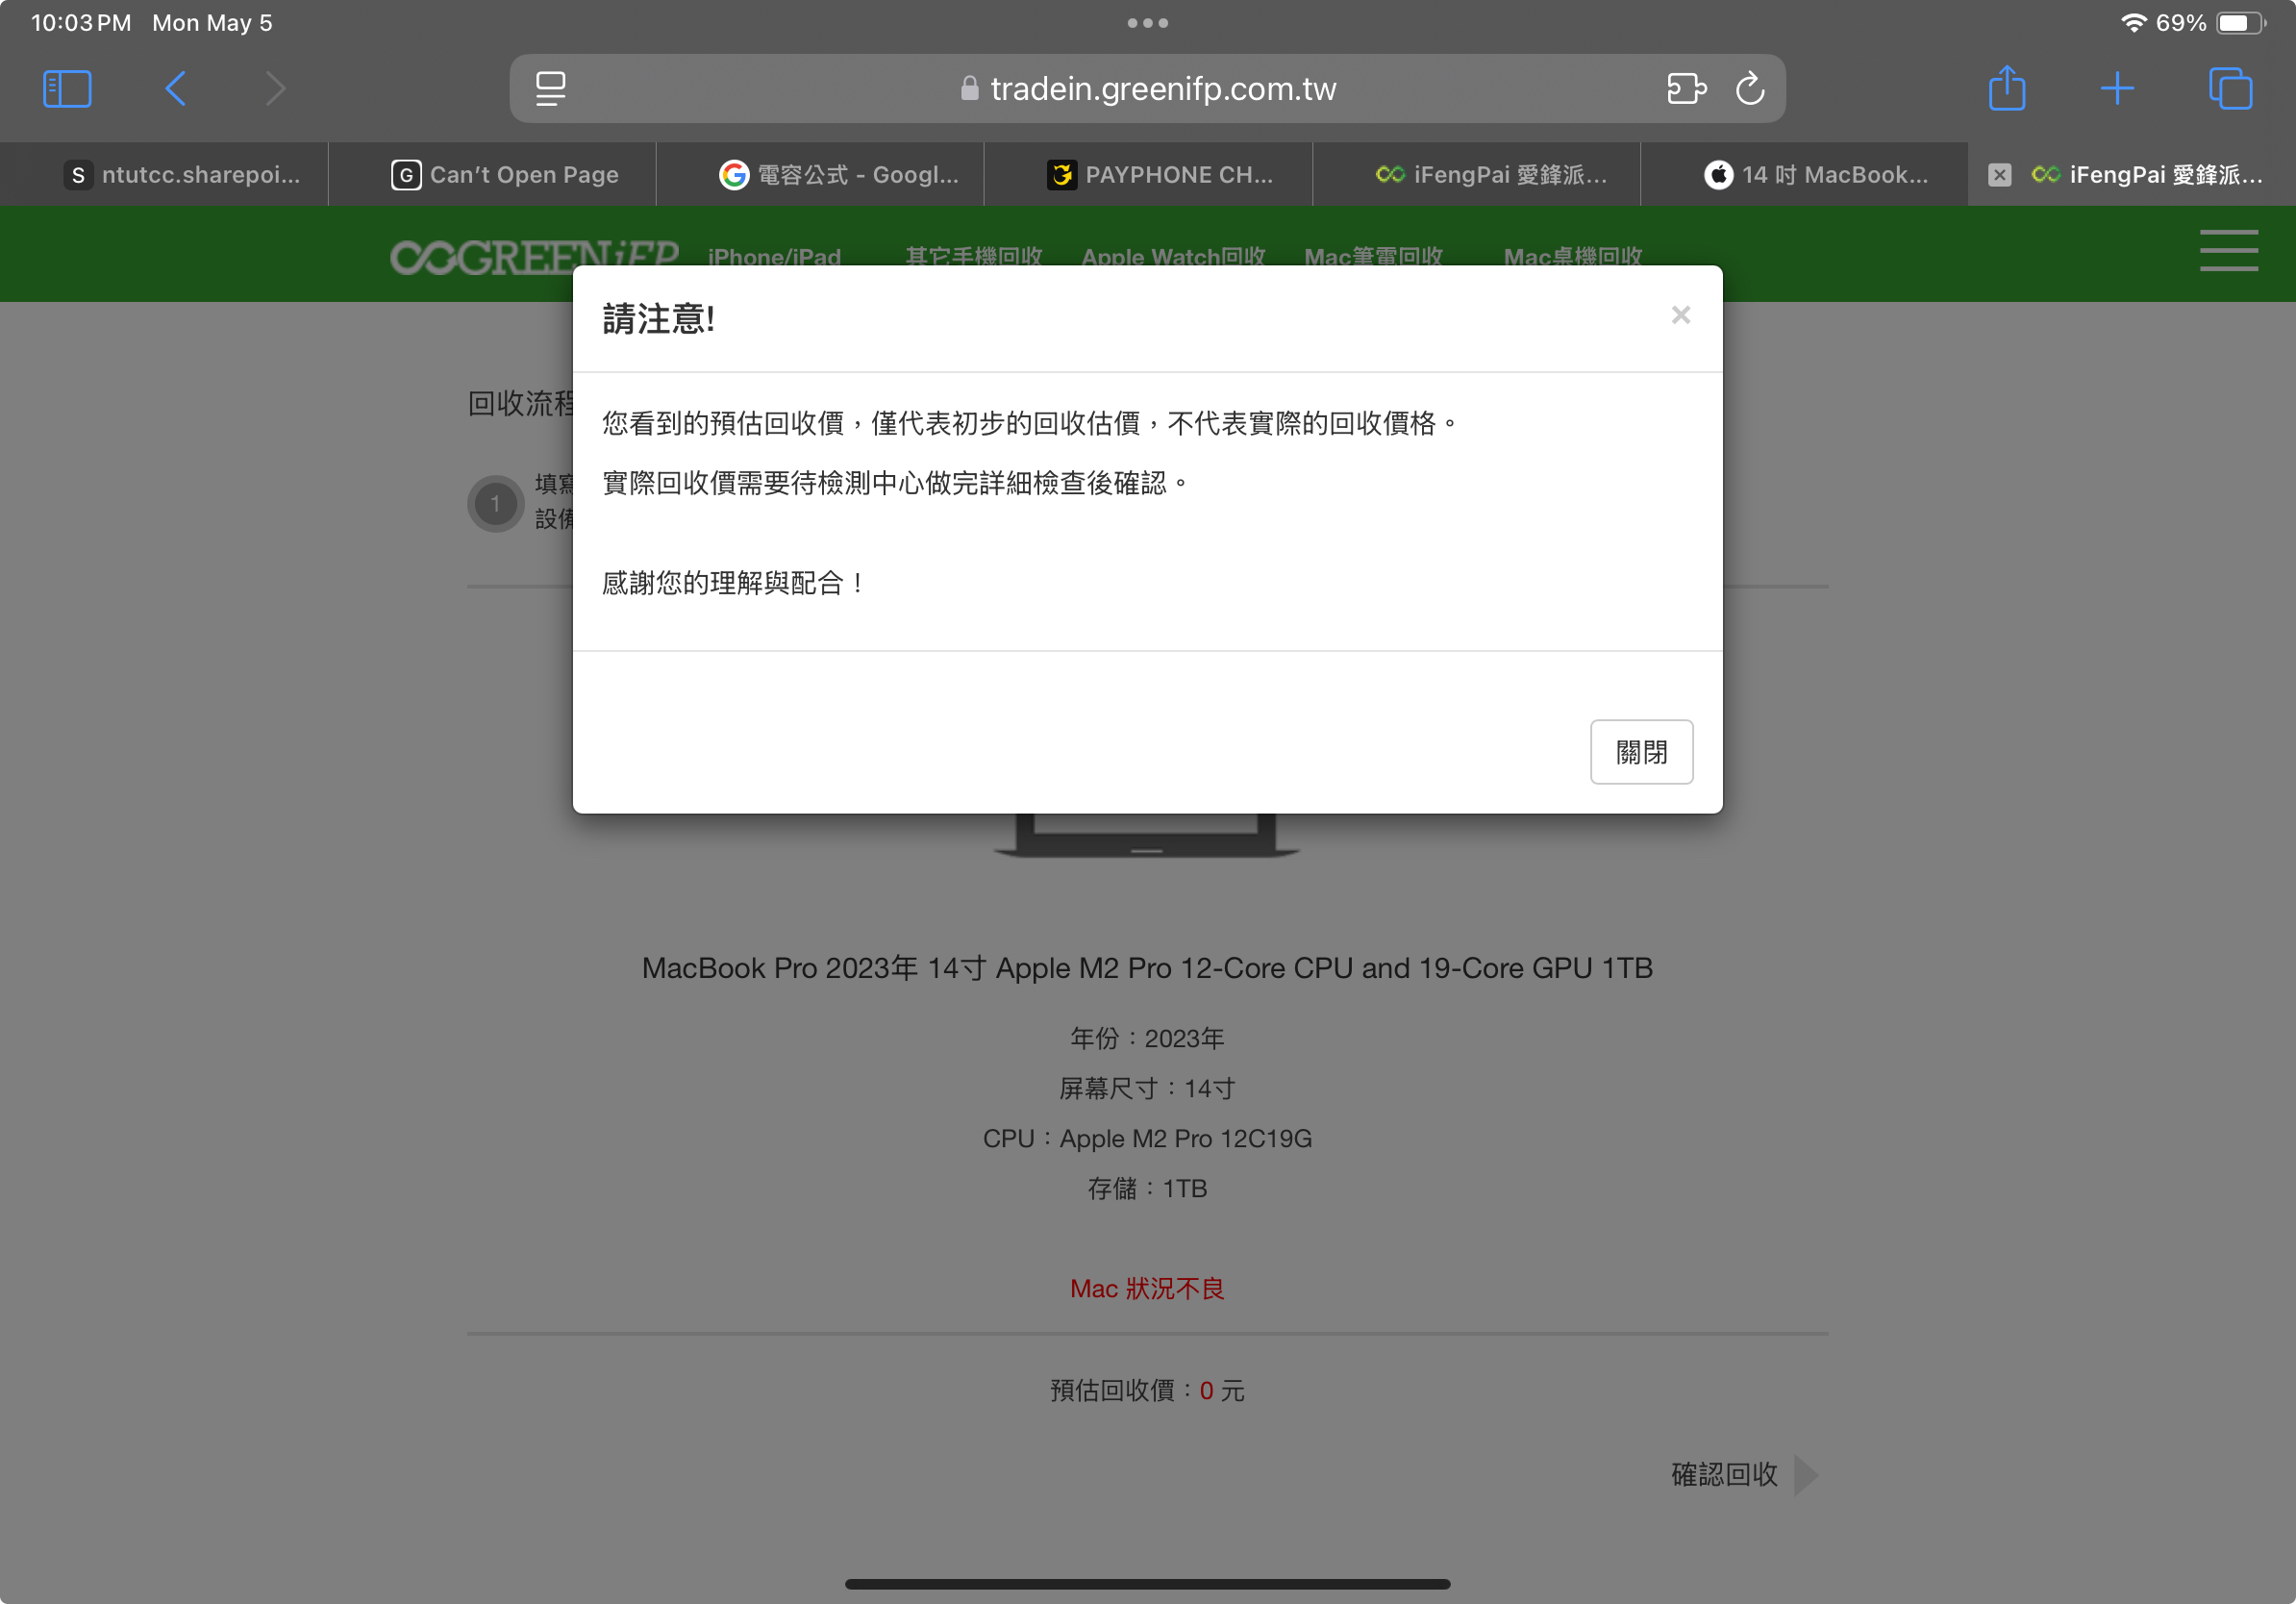 10:03 PM Mon May 5
69%
tradein.greenifp.com.tw
S ntutcc.sharepoi...
G Can’t Open Page
電容公式 - Googl...
PAYPHONE CH...
iFengPai 愛鋒派...
14 吋 MacBook...
iFengPai 愛鋒派...
GREENiFP iPhone/iPad 其它手機回收 Apple Watch回收 Mac筆電回收 Mac桌機回收
請注意!
×
您看到的預估回收價，僅代表初步的回收估價，不代表實際的回收價格。
實際回收價需要待檢測中心做完詳細檢查後確認。
感謝您的理解與配合！
關閉
回收流程
1
填寫
設備
MacBook Pro 2023年 14寸 Apple M2 Pro 12-Core CPU and 19-Core GPU 1TB
年份：2023年
屏幕尺寸：14寸
CPU：Apple M2 Pro 12C19G
存儲：1TB
Mac 狀況不良
預估回收價：0 元
確認回收